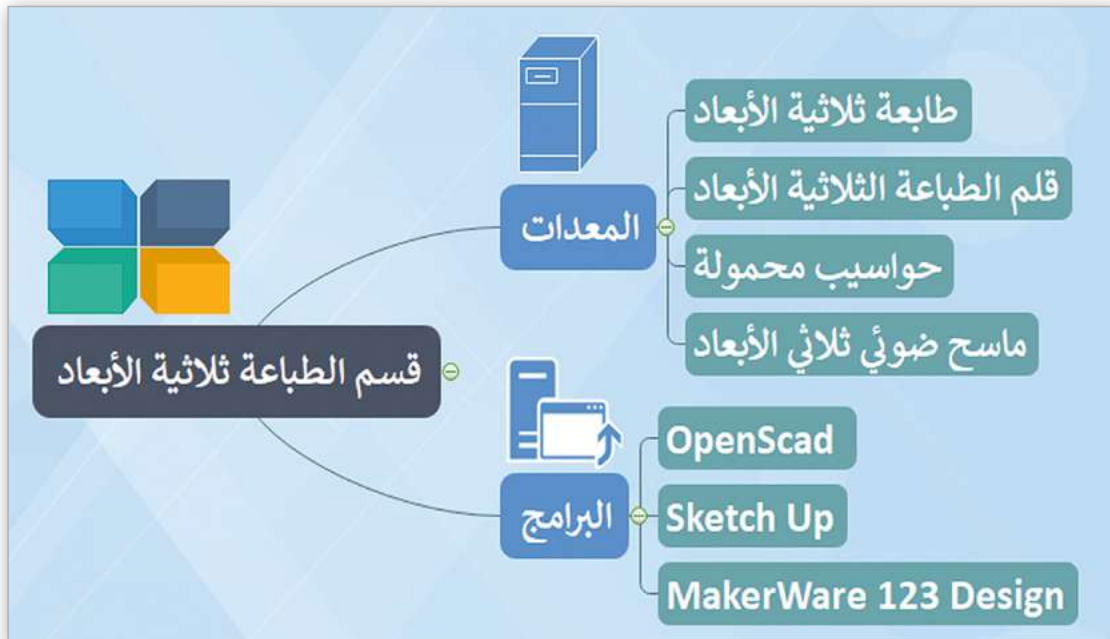 قسم الطباعة ثلاثية الأبعاد
المعدات
طابعة ثلاثية الأبعاد
قلم الطباعة الثلاثية الأبعاد
حواسيب محمولة
ماسح ضوئي ثلاثي الأبعاد
البرامج
OpenScad
Sketch Up
MakerWare 123 Design